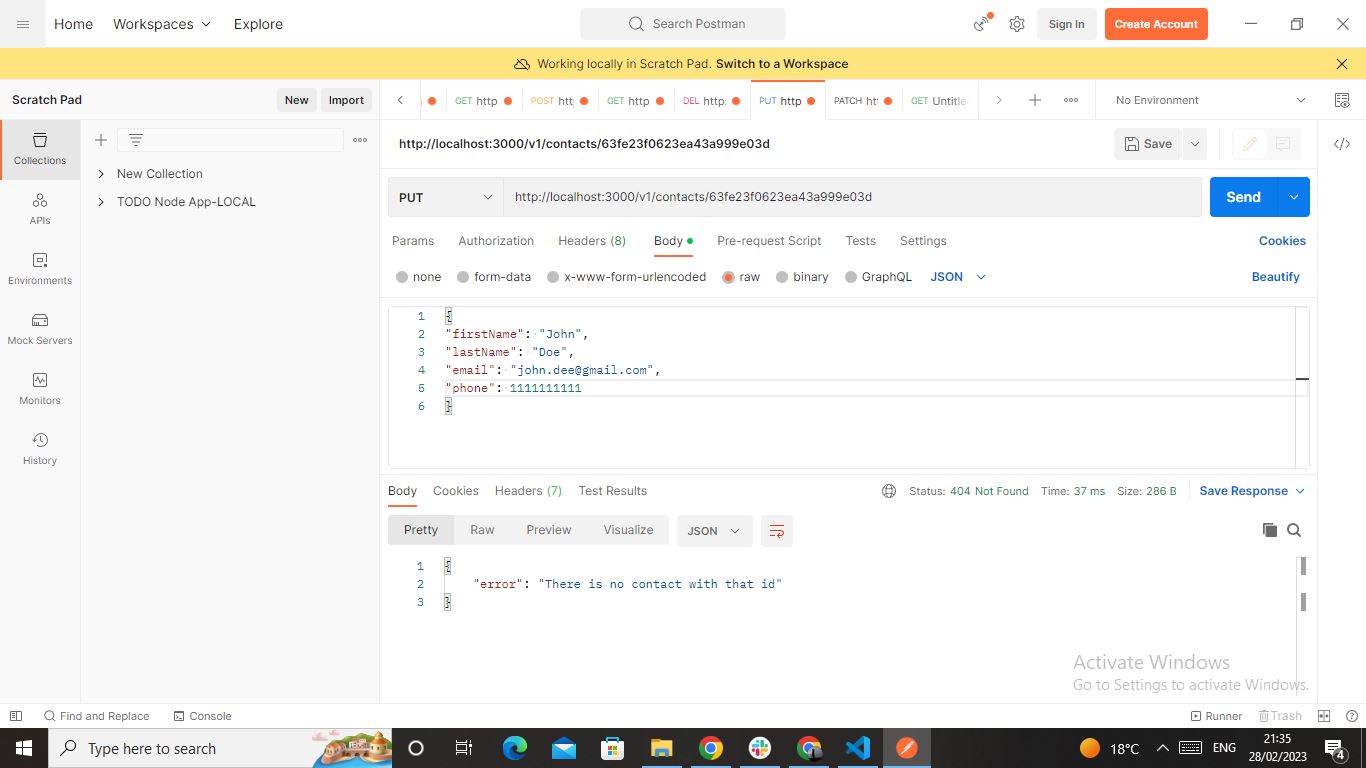 Home Workspaces Explore Search Postman Sign In Create Account
Working locally in Scratch Pad. Switch to a Workspace
Scratch Pad New Import GET http POST htt GET http DEL http: PUT http PATCH ht GET Untitle No Environment
Collections
APIs
Environments
Mock Servers
Monitors
History
New Collection
TODO Node App-LOCAL
http://localhost:3000/v1/contacts/63fe23f0623ea43a999e03d Save
PUT http://localhost:3000/v1/contacts/63fe23f0623ea43a999e03d Send
Params Authorization Headers (8) Body Pre-request Script Tests Settings Cookies
none form-data x-www-form-urlencoded raw binary GraphQL JSON Beautify
1 {
2 "firstName": "John",
3 "lastName": "Doe",
4 "email": "john.dee@gmail.com",
5 "phone": 1111111111
6 }
Body Cookies Headers (7) Test Results Status: 404 Not Found Time: 37 ms Size: 286 B Save Response
Pretty Raw Preview Visualize JSON
1 {
2 "error": "There is no contact with that id"
3 }
Activate Windows
Go to Settings to activate Windows.
Find and Replace Console Runner Trash
Type here to search 18°C ENG 21:35
28/02/2023 4